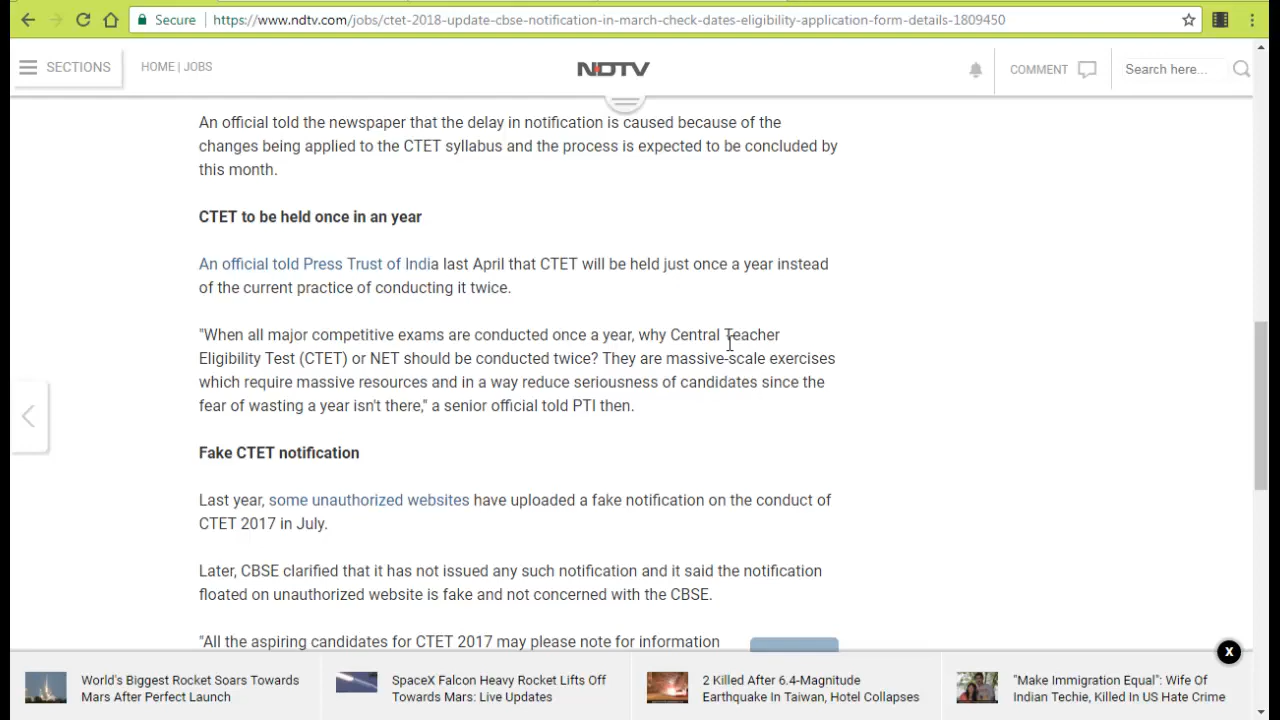 Secure
https://www.ndtv.com/jobs/ctet-2018-update-cbse-notification-in-march-check-dates-eligibility-application-form-details-1809450
SECTIONS
HOME | JOBS
NDTV
COMMENT
Search here...
An official told the newspaper that the delay in notification is caused because of the
changes being applied to the CTET syllabus and the process is expected to be concluded by
this month.
CTET to be held once in an year
An official told Press Trust of India last April that CTET will be held just once a year instead
of the current practice of conducting it twice.
"When all major competitive exams are conducted once a year, why Central Teacher
Eligibility Test (CTET) or NET should be conducted twice? They are massive-scale exercises
which require massive resources and in a way reduce seriousness of candidates since the
fear of wasting a year isn't there," a senior official told PTI then.
Fake CTET notification
Last year, some unauthorized websites have uploaded a fake notification on the conduct of
CTET 2017 in July.
Later, CBSE clarified that it has not issued any such notification and it said the notification
floated on unauthorized website is fake and not concerned with the CBSE.
"All the aspiring candidates for CTET 2017 may please note for information
X
World's Biggest Rocket Soars Towards
Mars After Perfect Launch
SpaceX Falcon Heavy Rocket Lifts Off
Towards Mars: Live Updates
2 Killed After 6.4-Magnitude
Earthquake In Taiwan, Hotel Collapses
"Make Immigration Equal": Wife Of
Indian Techie, Killed In US Hate Crime